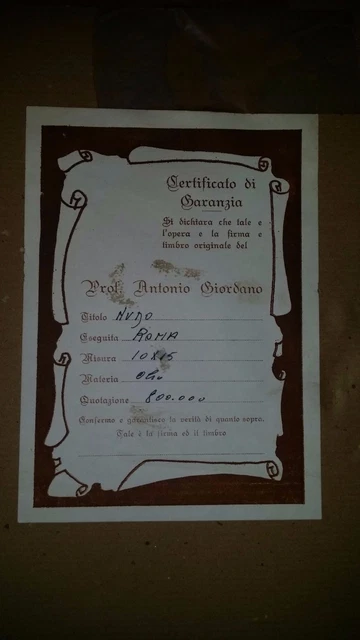 Certificato di
Garanzia
Si dichiara che tale e
l'opera e la firma e
timbro originale del
Prof. Antonio Giordano
Titolo NUDO
Eseguita ROMA
Misura 10X15
Materia Olio
Quotazione 800.000
Confermo e garantisco la verità di quanto sopra.
Tale è la firma ed il timbro